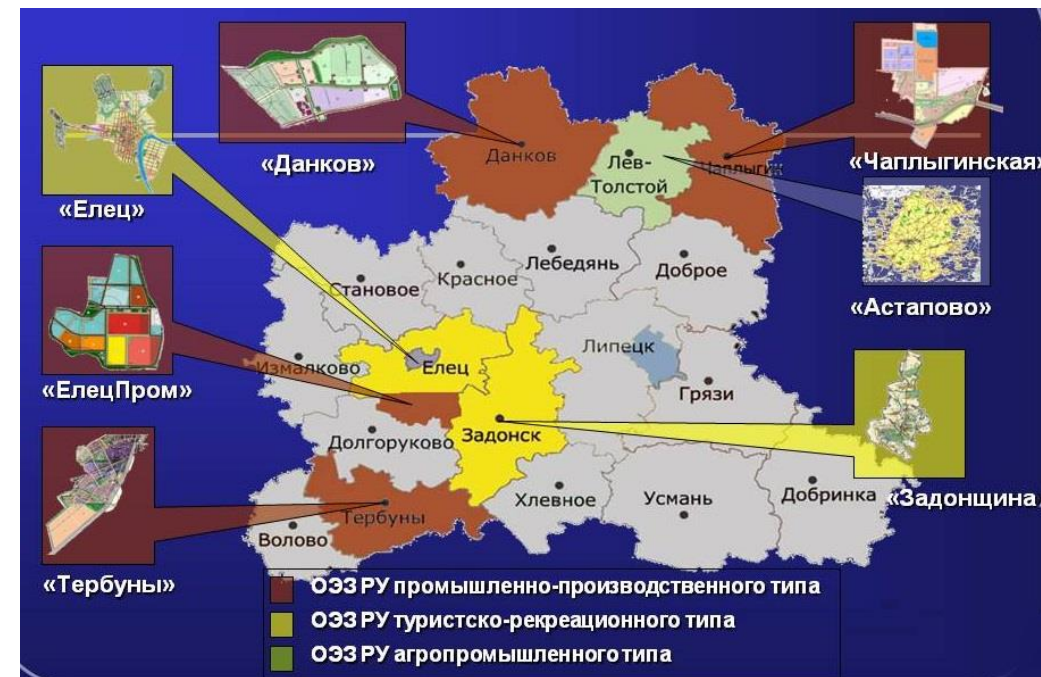 «Данков»
«Чаплыгинская»
«Елец»
«Астапово»
«ЕлецПром»
«Задонщина
«Тербуны»
Данков
Лев-
Толстой
Чаплыгин
Лебедянь
Доброе
Красное
Становое
Липецк
Елец
Измалково
Грязи
Задонск
Долгоруково
Хлевное
Усмань
Добринка
Тербуны
Волово
ОЭЗ РУ промышленно-производственного типа
ОЭЗ РУ туристско-рекреационного типа
ОЭЗ РУ агропромышленного типа